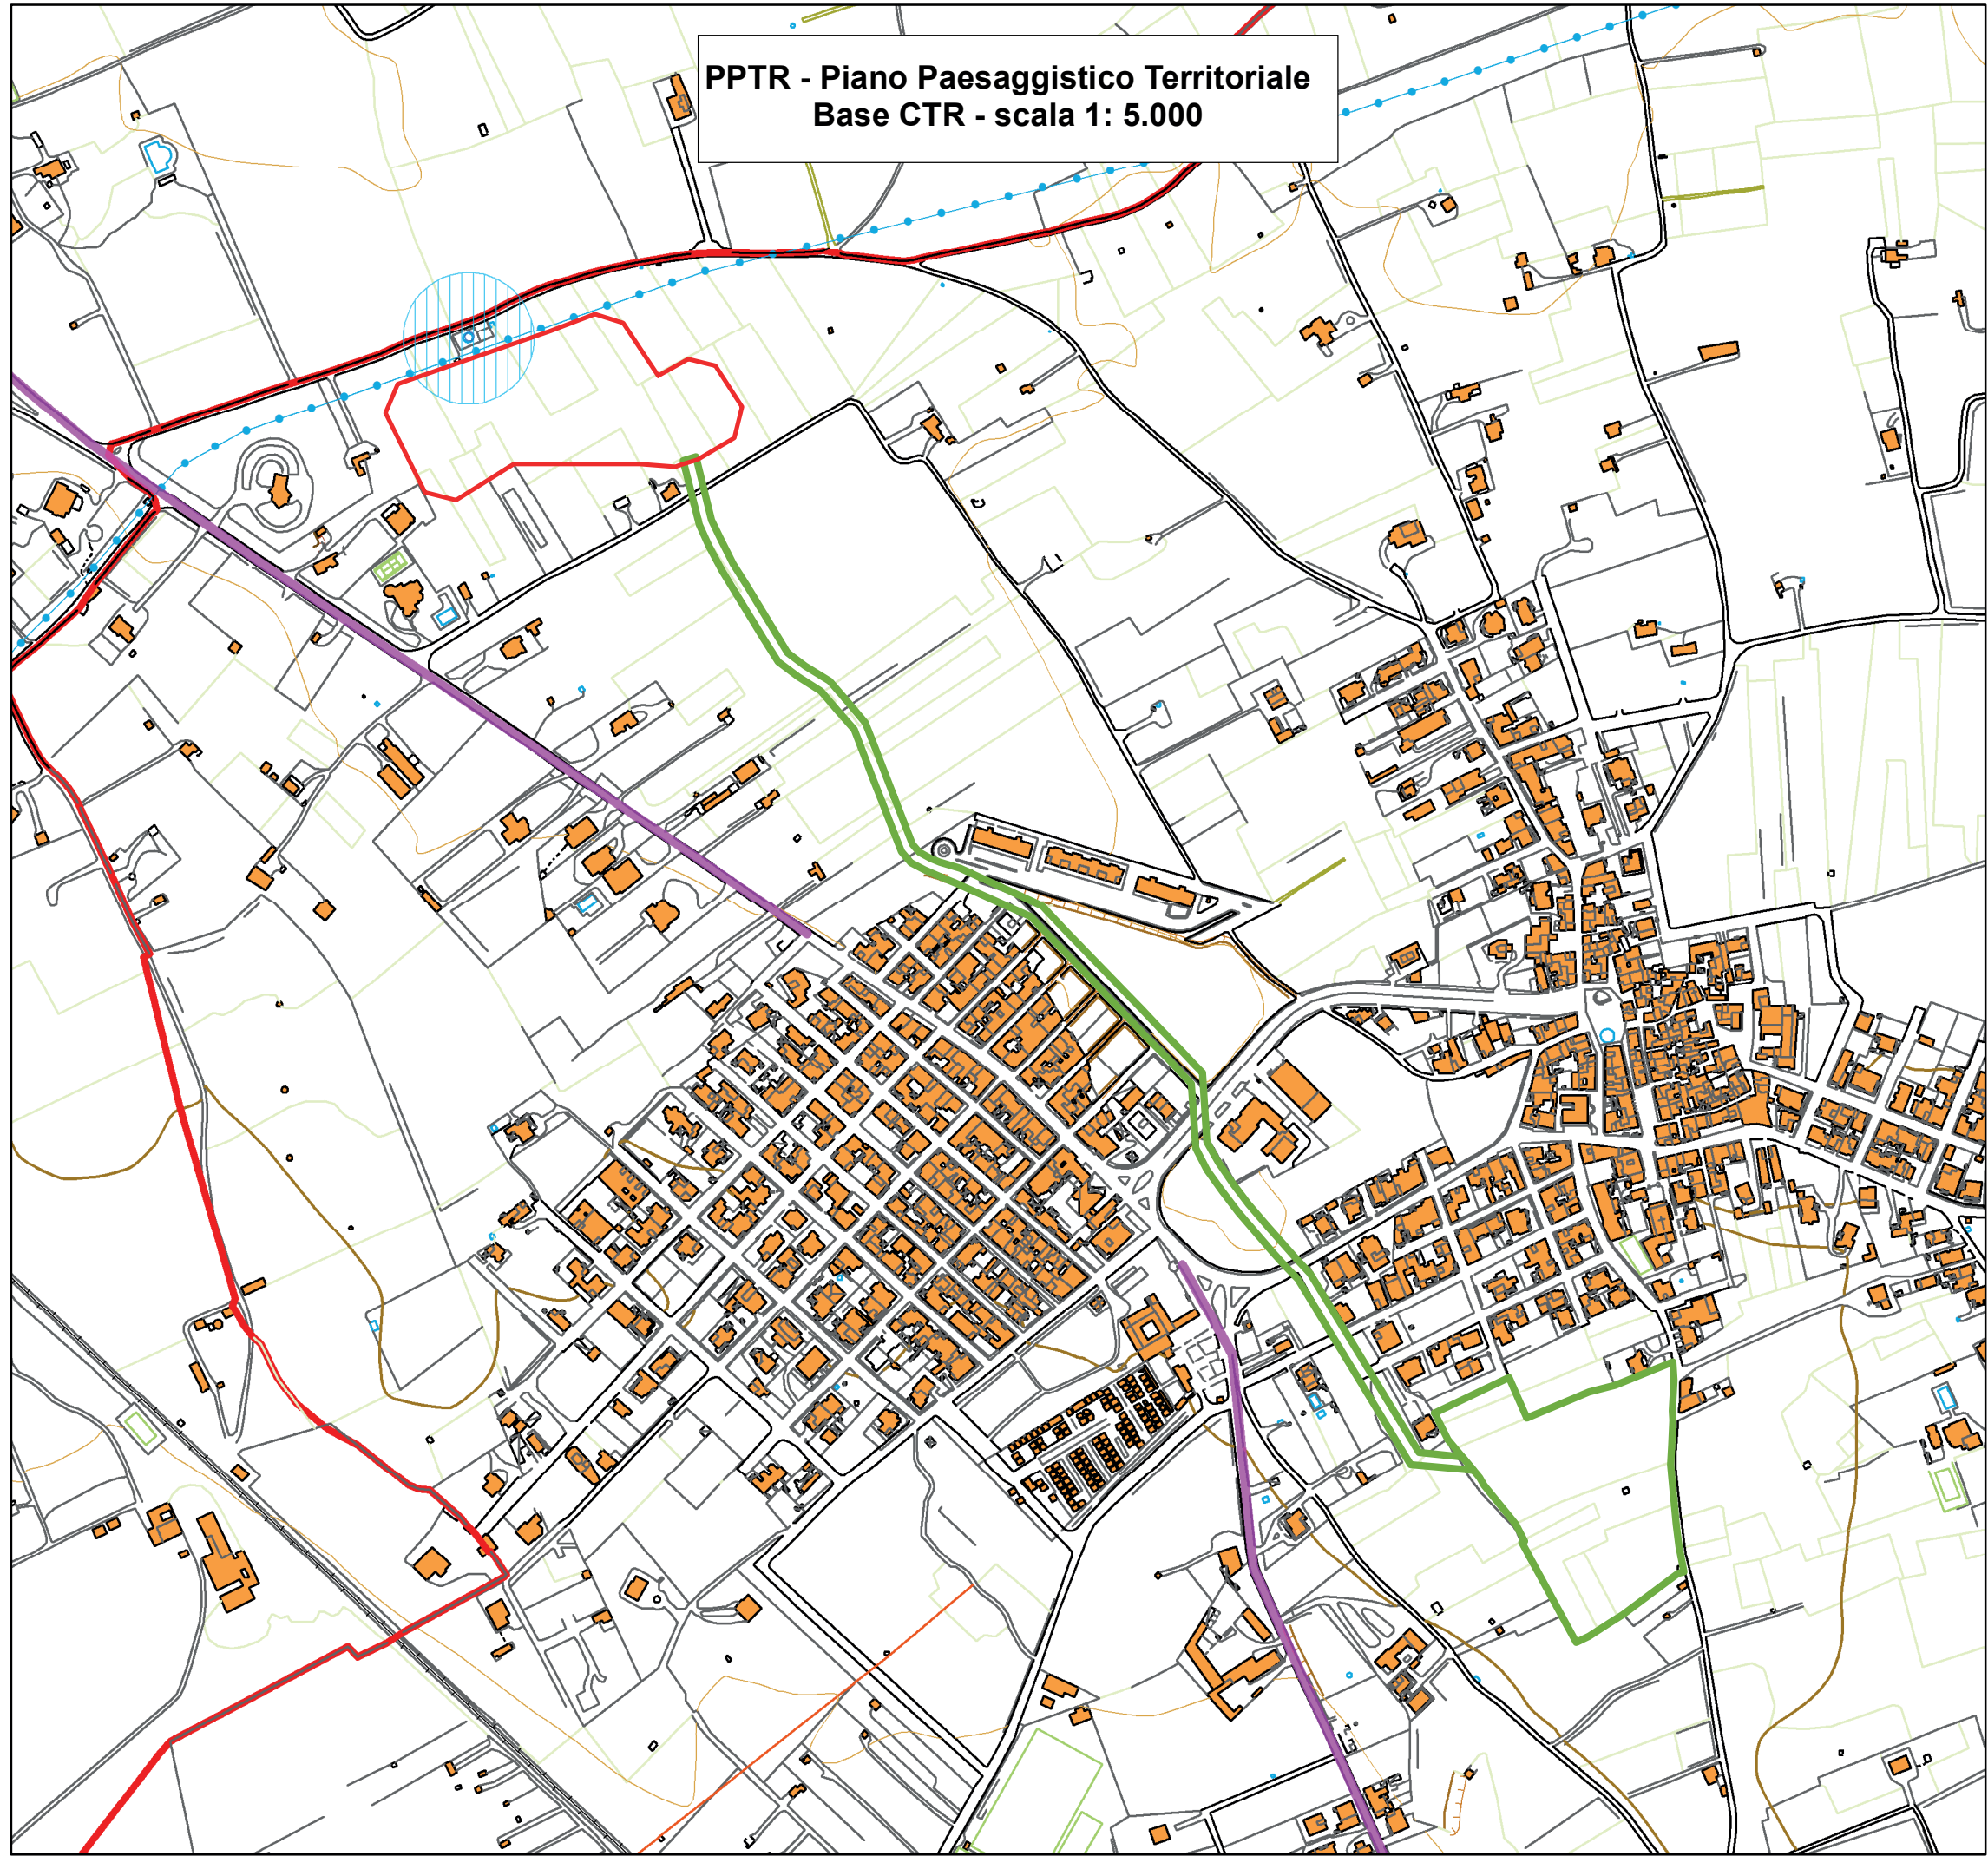 PPTR - Piano Paesaggistico Territoriale
Base CTR - scala 1: 5.000